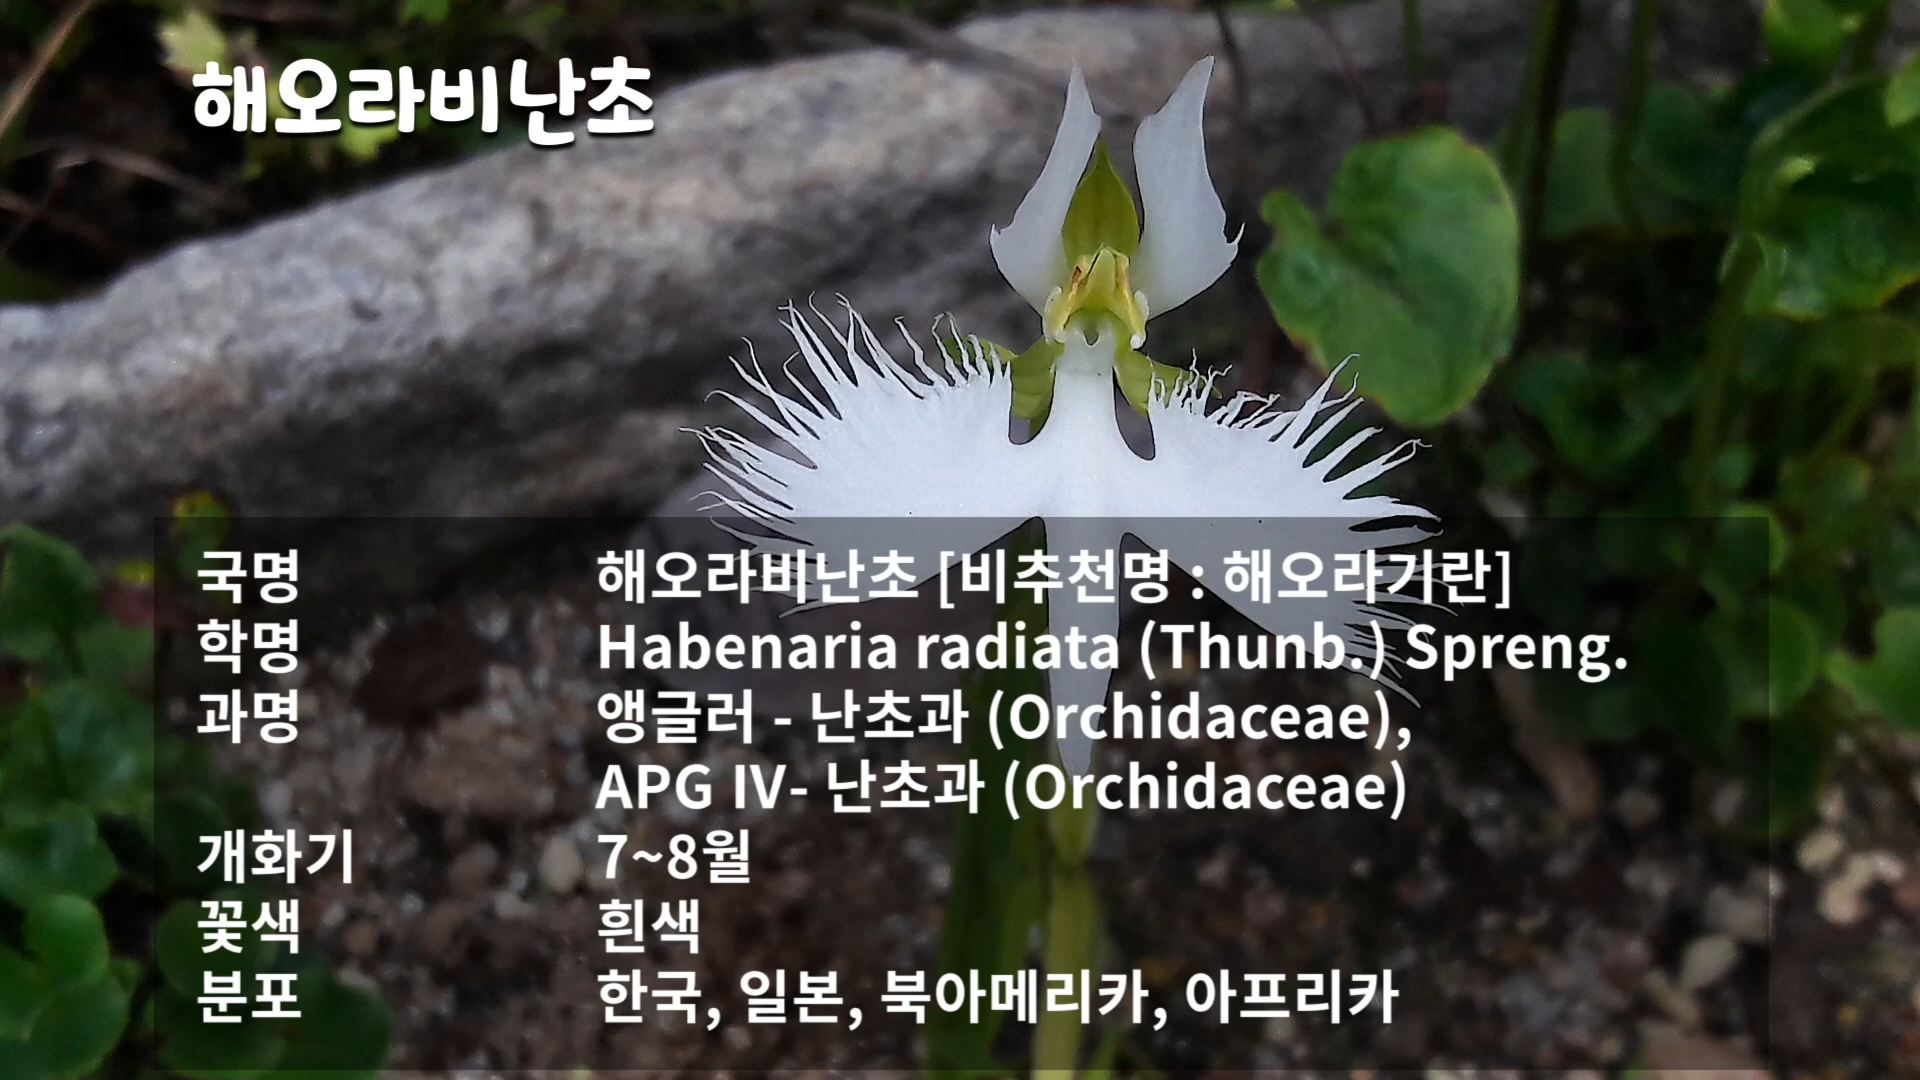 해오라비난초
국명 해오라비난초 [비추천명 : 해오라기란]
학명 Habenaria radiata (Thunb.) Spreng.
과명 앵글러 - 난초과 (Orchidaceae),
APG IV- 난초과 (Orchidaceae)
개화기 7~8월
꽃색 흰색
분포 한국, 일본, 북아메리카, 아프리카